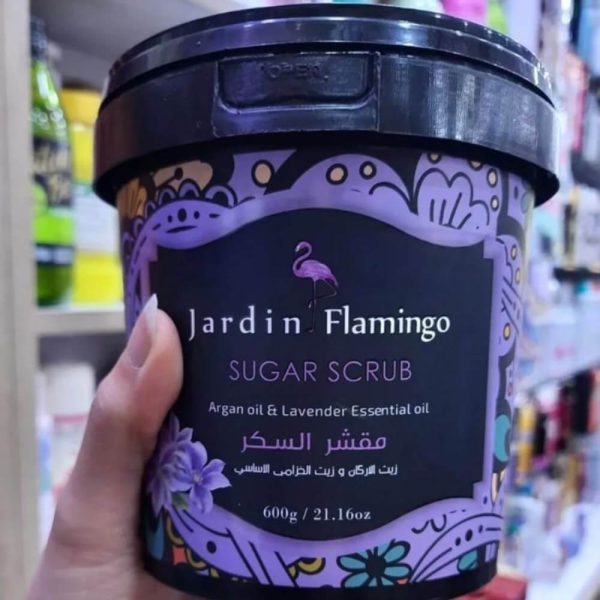 OPEN
Jardin Flamingo
SUGAR SCRUB
Argan oil & Lavender Essential oil
مقشر السكر
زيت الاركان و زيت الخزامى الاساسي
600g / 21.16oz